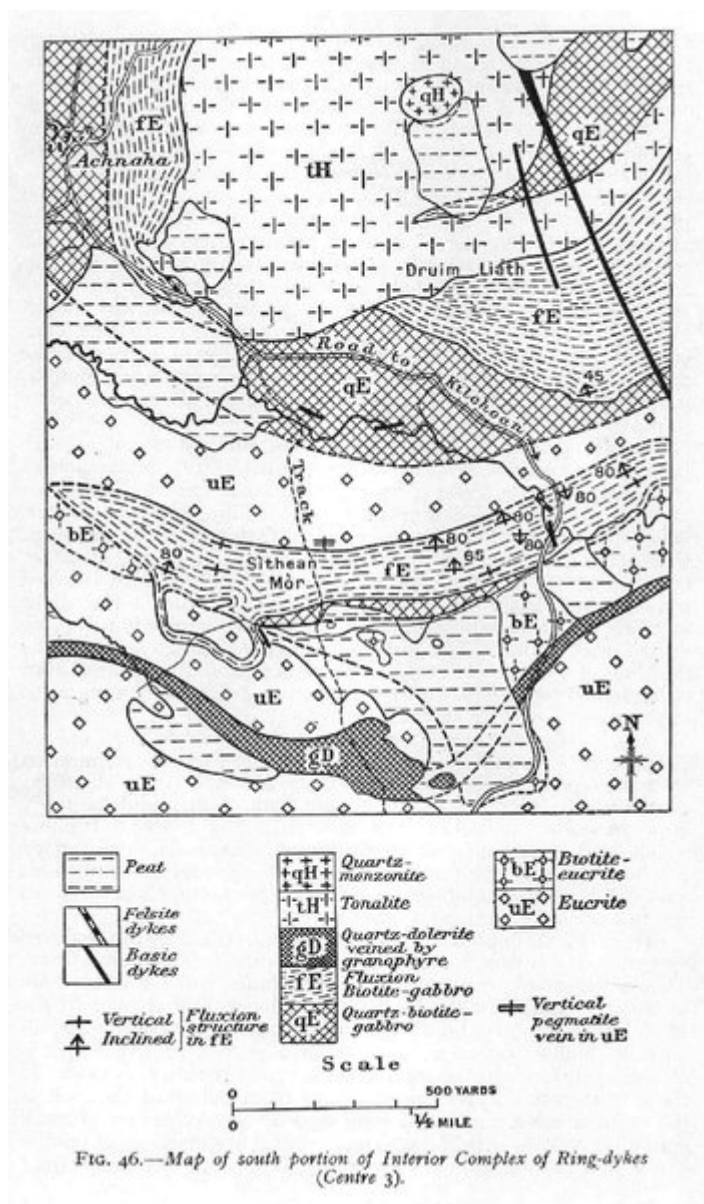 qH
fE
qE
Achnaha
tH
Druim Liath
fE
Road to Kilchoan
45
qE
uE
Track
80
80
80
bE
80
80
65
80
Sithean Mòr
fE
bE
uE
uE
N
gD
uE
Peat
Felsite dykes
Basic dykes
Vertical
Inclined
Fluxion structure in fE
qH
Quartz-monzonite
tH
Tonalite
gD
Quartz-dolerite veined by granophyre
fE
Fluxion Biotite-gabbro
qE
Quartz-biotite-gabbro
bE
Biotite-eucrite
uE
Eucrite
Vertical pegmatite vein in uE
Scale
0 500 YARDS
0 ½ MILE
FIG. 46.—Map of south portion of Interior Complex of Ring-dykes
(Centre 3).